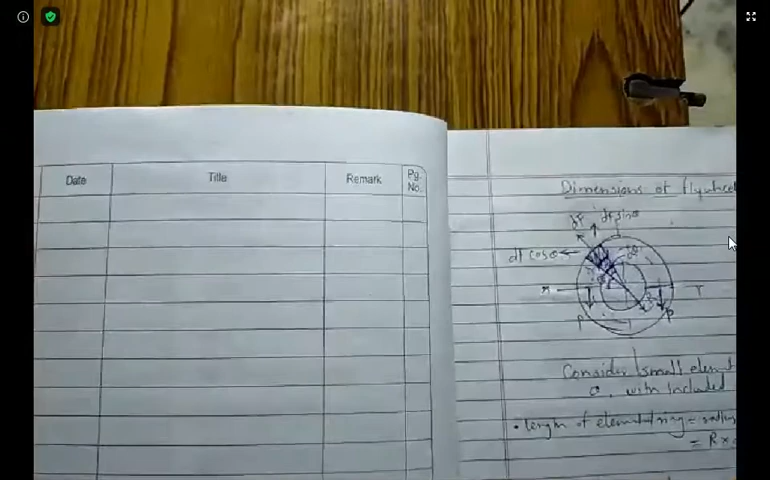 Date Title Remark Pg. No.
Dimensions of flywheel
dF dF sinθ
dF cosθ
x
P P
Consider small element
θ, with included
• length of element ring = radius
= R ×